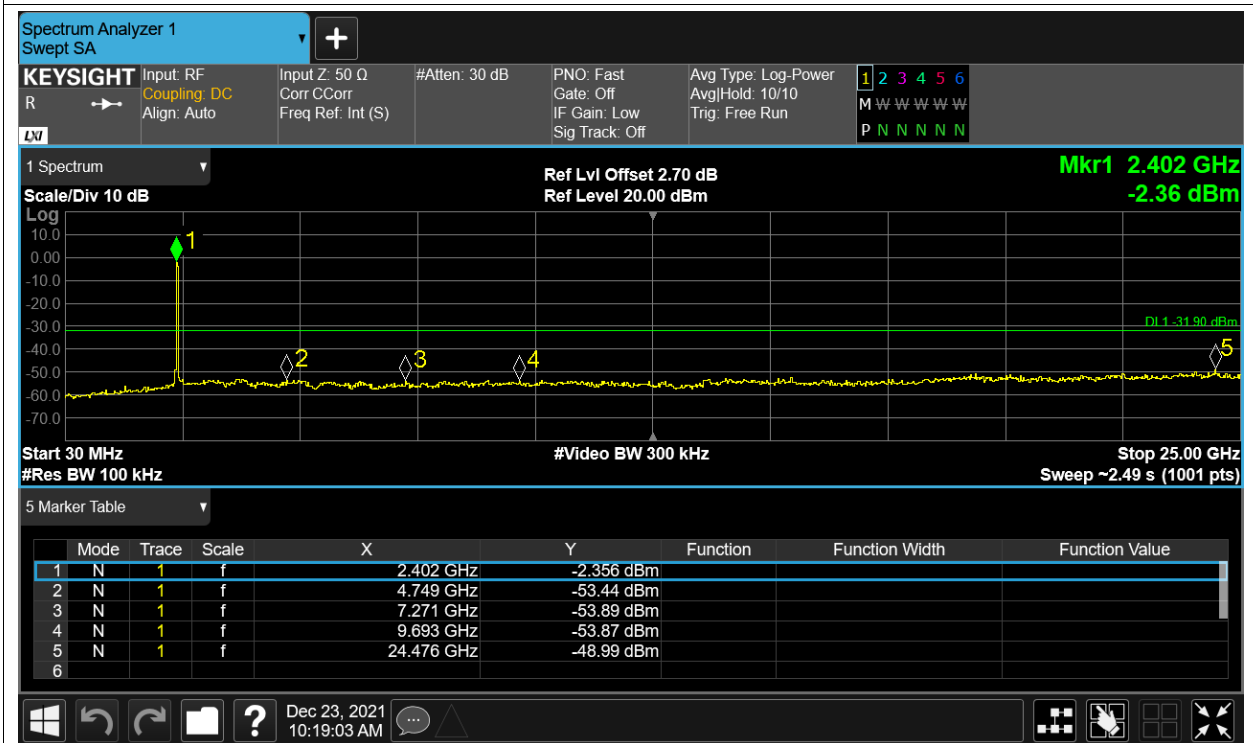 Spectrum Analyzer 1
Swept SA
KEYSIGHT
R
LXI
Input: RF
Coupling: DC
Align: Auto
Input Z: 50 Ω
Corr CCorr
Freq Ref: Int (S)
#Atten: 30 dB
PNO: Fast
Gate: Off
IF Gain: Low
Sig Track: Off
Avg Type: Log-Power
Avg|Hold: 10/10
Trig: Free Run
1 2 3 4 5 6
M W W W W W
P N N N N N
1 Spectrum
Scale/Div 10 dB
Ref Lvl Offset 2.70 dB
Ref Level 20.00 dBm
Mkr1 2.402 GHz
-2.36 dBm
Log
10.0
0.00
-10.0
-20.0
-30.0
-40.0
-50.0
-60.0
-70.0
1
2
3
4
5
DL1 -31.90 dBm
Start 30 MHz
#Video BW 300 kHz
Stop 25.00 GHz
#Res BW 100 kHz
Sweep ~2.49 s (1001 pts)
5 Marker Table
Mode Trace Scale X Y Function Function Width Function Value
1 N 1 f 2.402 GHz -2.356 dBm
2 N 1 f 4.749 GHz -53.44 dBm
3 N 1 f 7.271 GHz -53.89 dBm
4 N 1 f 9.693 GHz -53.87 dBm
5 N 1 f 24.476 GHz -48.99 dBm
6
?
Dec 23, 2021
10:19:03 AM